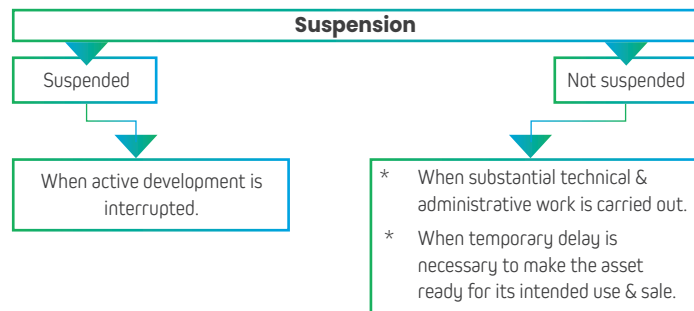 Suspension
Suspended
Not suspended
When active development is
interrupted.
* When substantial technical &
administrative work is carried out.
* When temporary delay is
necessary to make the asset
ready for its intended use & sale.